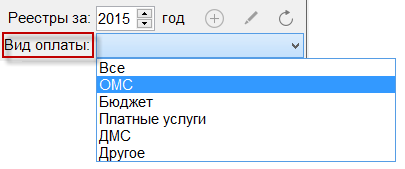 Реестры за: 2015 год
Вид оплаты:
Все
ОМС
Бюджет
Платные услуги
ДМС
Другое